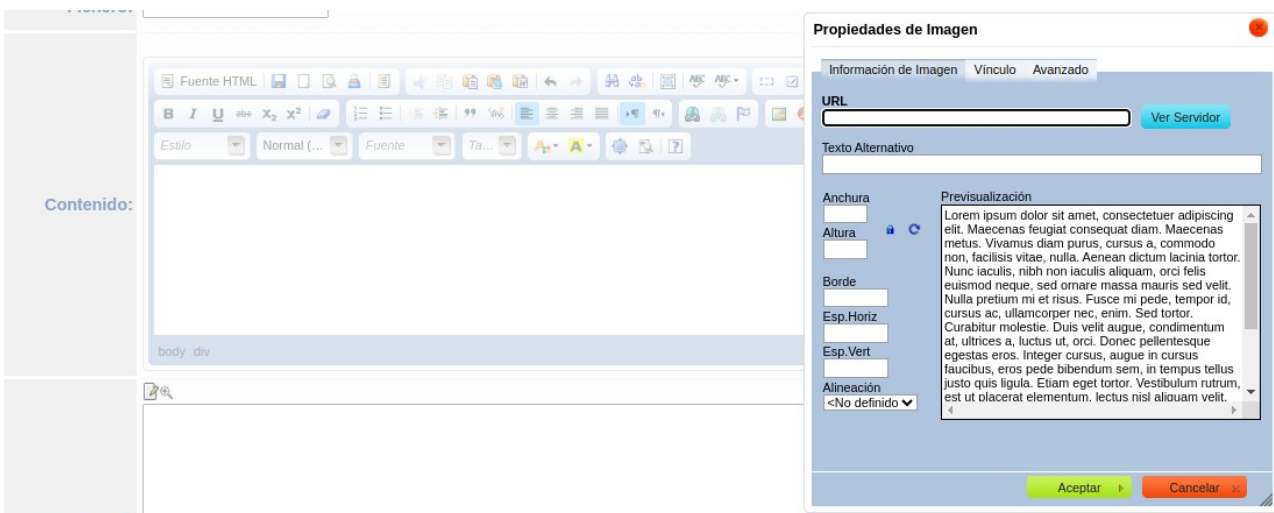 Propiedades de Imagen
Información de Imagen Vínculo Avanzado
URL
Ver Servidor
Texto Alternativo
Anchura
Altura
Borde
Esp.Horiz
Esp.Vert
Alineación
<No definido
Previsualización
Lorem ipsum dolor sit amet, consectetuer adipiscing
elit. Maecenas feugiat consequat diam. Maecenas
metus. Vivamus diam purus, cursus a, commodo
non, facilisis vitae, nulla. Aenean dictum lacinia tortor.
Nunc iaculis, nibh non iaculis aliquam, orci felis
euismod neque, sed ornare massa mauris sed velit.
Nulla pretium mi et risus. Fusce mi pede, tempor id,
cursus ac, ullamcorper nec, enim. Sed tortor.
Curabitur molestie. Duis velit augue, condimentum
at, ultrices a, luctus ut, orci. Donec pellentesque
egestas eros. Integer cursus, augue in cursus
faucibus, eros pede bibendum sem, in tempus tellus
justo quis ligula. Etiam eget tortor. Vestibulum rutrum,
est ut placerat elementum, lectus nisl aliquam velit,
Aceptar
Cancelar
Contenido:
Fuente HTML
B I U abc X₂ X²
Estilo
Normal (...
Fuente
Ta...
body div